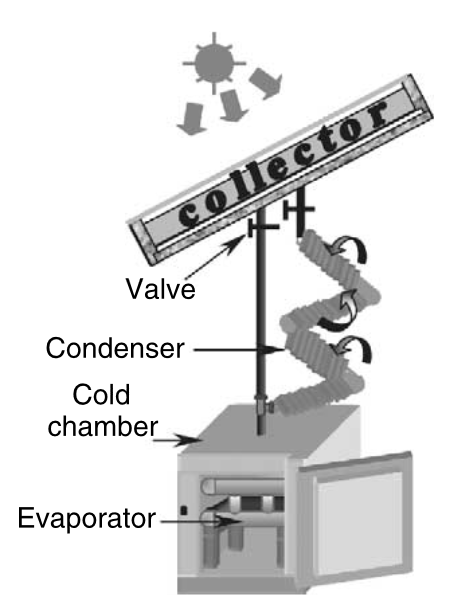 collector
Valve
Condenser
Cold
chamber
Evaporator